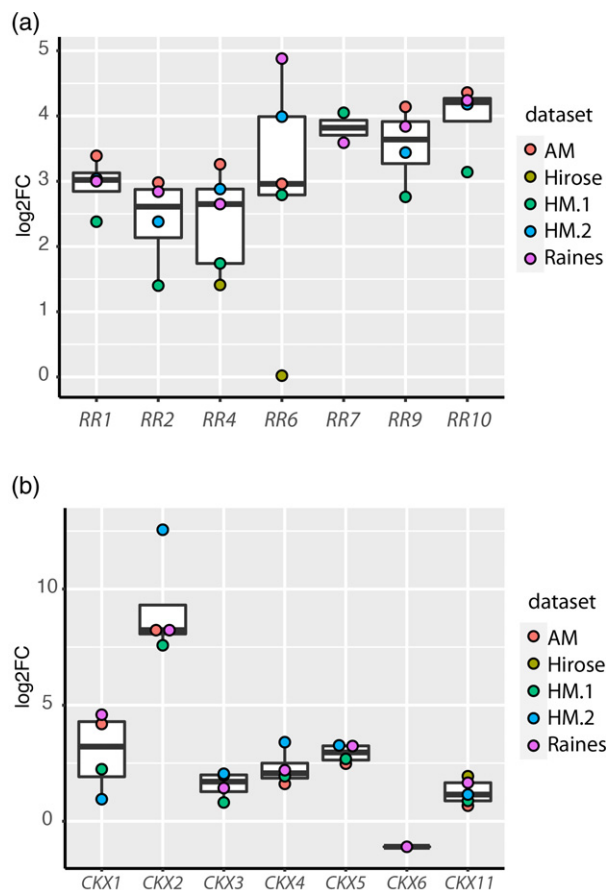 (a)
5
4
3
2
1
0
log2FC
RR1 RR2 RR4 RR6 RR7 RR9 RR10
dataset
AM
Hirose
HM.1
HM.2
Raines
(b)
10
5
0
log2FC
CKX1 CKX2 CKX3 CKX4 CKX5 CKX6 CKX11
dataset
AM
Hirose
HM.1
HM.2
Raines